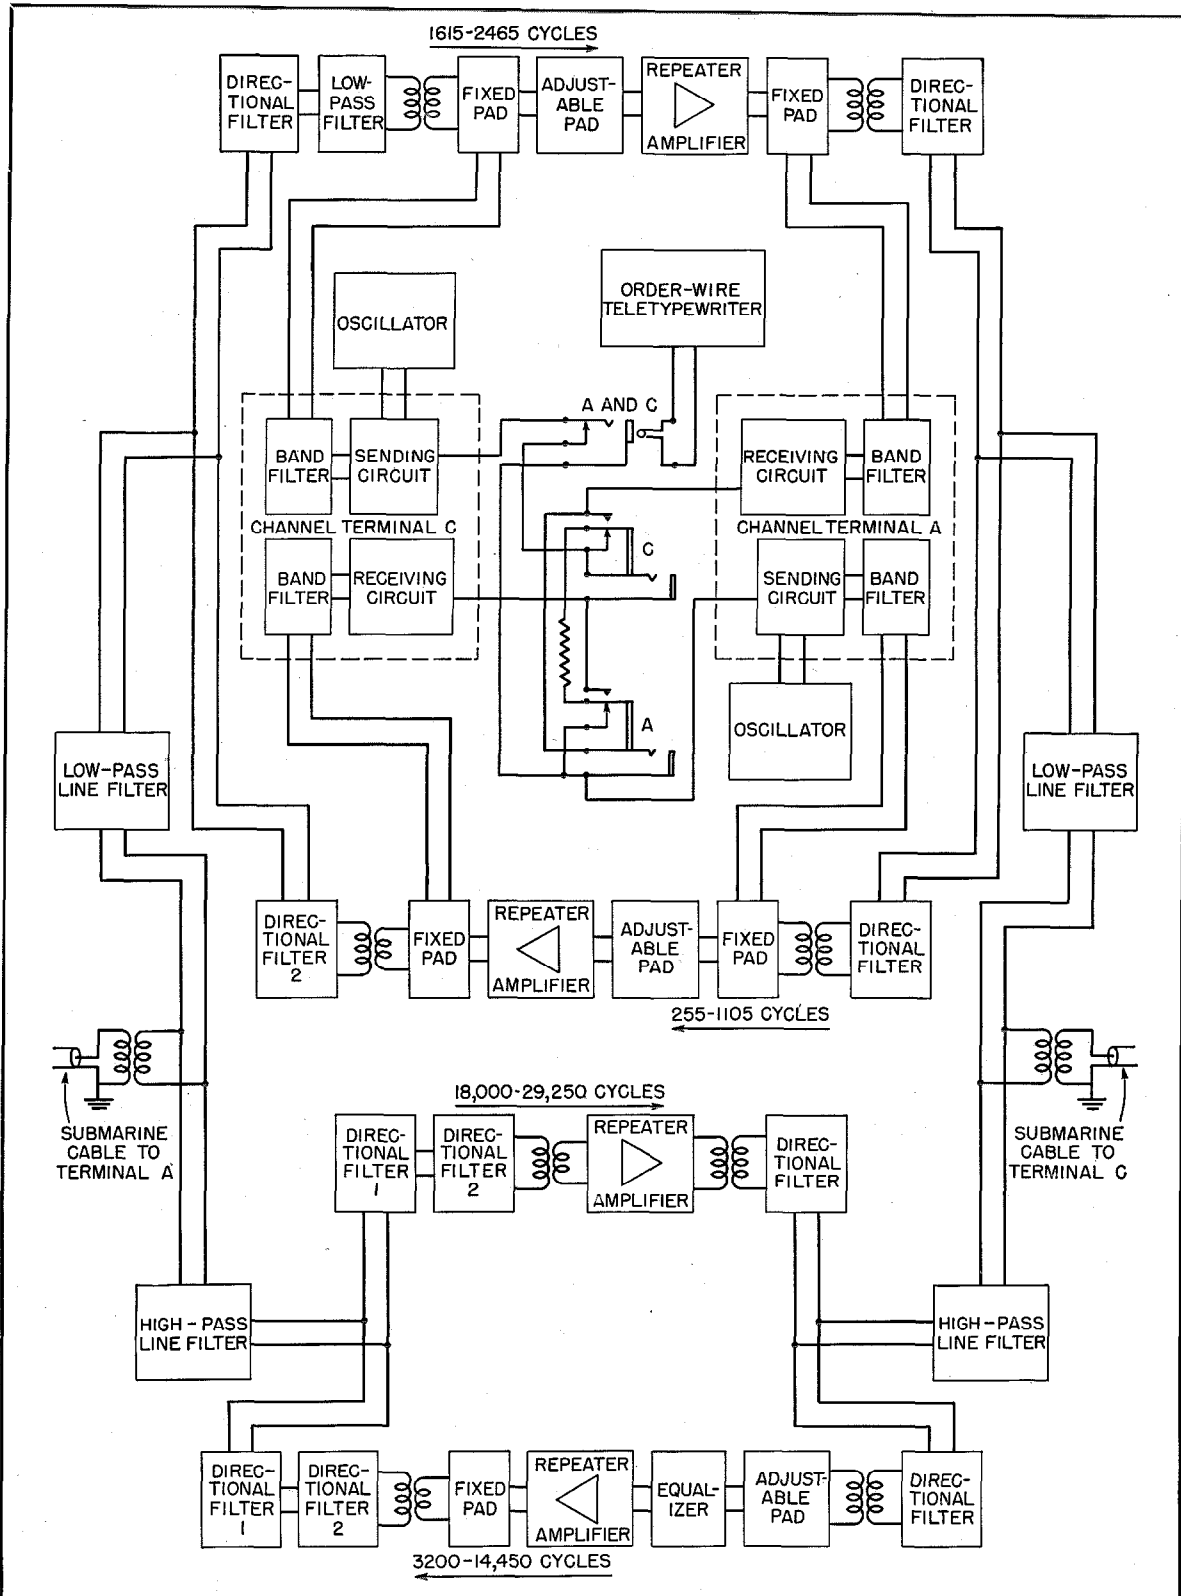 1615-2465 CYCLES
DIREC-
TIONAL
FILTER
LOW-
PASS
FILTER
FIXED
PAD
ADJUST-
ABLE
PAD
REPEATER
AMPLIFIER
FIXED
PAD
DIREC-
TIONAL
FILTER
OSCILLATOR
ORDER-WIRE
TELETYPEWRITER
A AND C
BAND
FILTER
SENDING
CIRCUIT
RECEIVING
CIRCUIT
BAND
FILTER
CHANNEL TERMINAL C
CHANNEL TERMINAL A
C
BAND
FILTER
RECEIVING
CIRCUIT
SENDING
CIRCUIT
BAND
FILTER
A
OSCILLATOR
LOW-PASS
LINE FILTER
LOW-PASS
LINE FILTER
DIREC-
TIONAL
FILTER
2
FIXED
PAD
REPEATER
AMPLIFIER
ADJUST-
ABLE
PAD
FIXED
PAD
DIREC-
TIONAL
FILTER
255-1105 CYCLES
SUBMARINE
CABLE TO
TERMINAL A
SUBMARINE
CABLE TO
TERMINAL C
18,000-29,250 CYCLES
DIREC-
TIONAL
FILTER
1
DIREC-
TIONAL
FILTER
2
REPEATER
AMPLIFIER
DIREC-
TIONAL
FILTER
HIGH-PASS
LINE FILTER
HIGH-PASS
LINE FILTER
DIREC-
TIONAL
FILTER
1
DIREC-
TIONAL
FILTER
2
FIXED
PAD
REPEATER
AMPLIFIER
EQUAL-
IZER
ADJUST-
ABLE
PAD
DIREC-
TIONAL
FILTER
3200-14,450 CYCLES